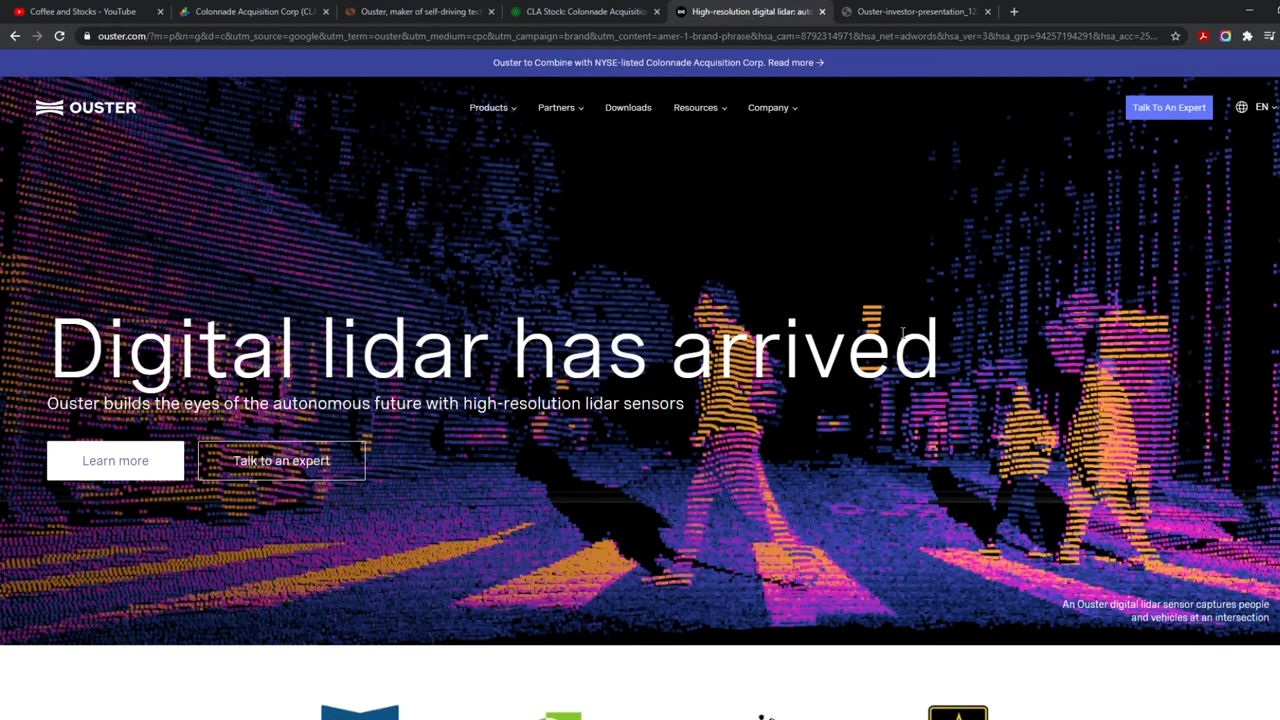 Coffee and Stocks - YouTube
Colonnade Acquisition Corp (CLA
Ouster, maker of self-driving tec
CLA Stock: Colonnade Acquisitio
High-resolution digital lidar: aut
Ouster-investor-presentation_12
ouster.com/?m=p&n=g&d=c&utm_source=google&utm_term=ouster&utm_medium=cpc&utm_campaign=brand&utm_content=amer-1-brand-phrase&hsa_cam=8792314971&hsa_net=adwords&hsa_ver=3&hsa_grp=94257194291&hsa_acc=25...
Ouster to Combine with NYSE-listed Colonnade Acquisition Corp. Read more →
OUSTER
Products
Partners
Downloads
Resources
Company
Talk To An Expert
EN
Digital lidar has arrived
Ouster builds the eyes of the autonomous future with high-resolution lidar sensors
Learn more
Talk to an expert
An Ouster digital lidar sensor captures people
and vehicles at an intersection